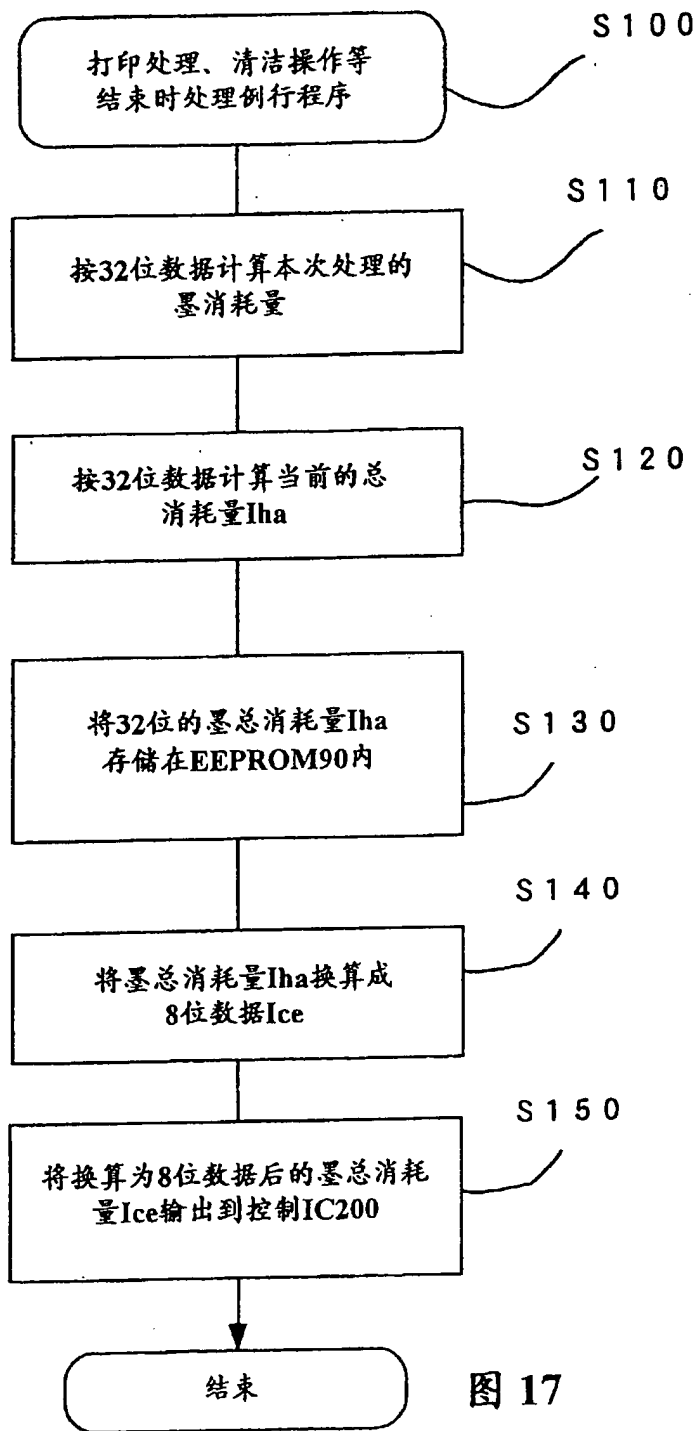 S100
打印处理、清洁操作等
结束时处理例行程序
S110
按32位数据计算本次处理的
墨消耗量
S120
按32位数据计算当前的总
消耗量Iha
S130
将32位的墨总消耗量Iha
存储在EEPROM90内
S140
将墨总消耗量Iha换算成
8位数据Ice
S150
将换算为8位数据后的墨总消耗
量Ice输出到控制IC200
结束
图 17